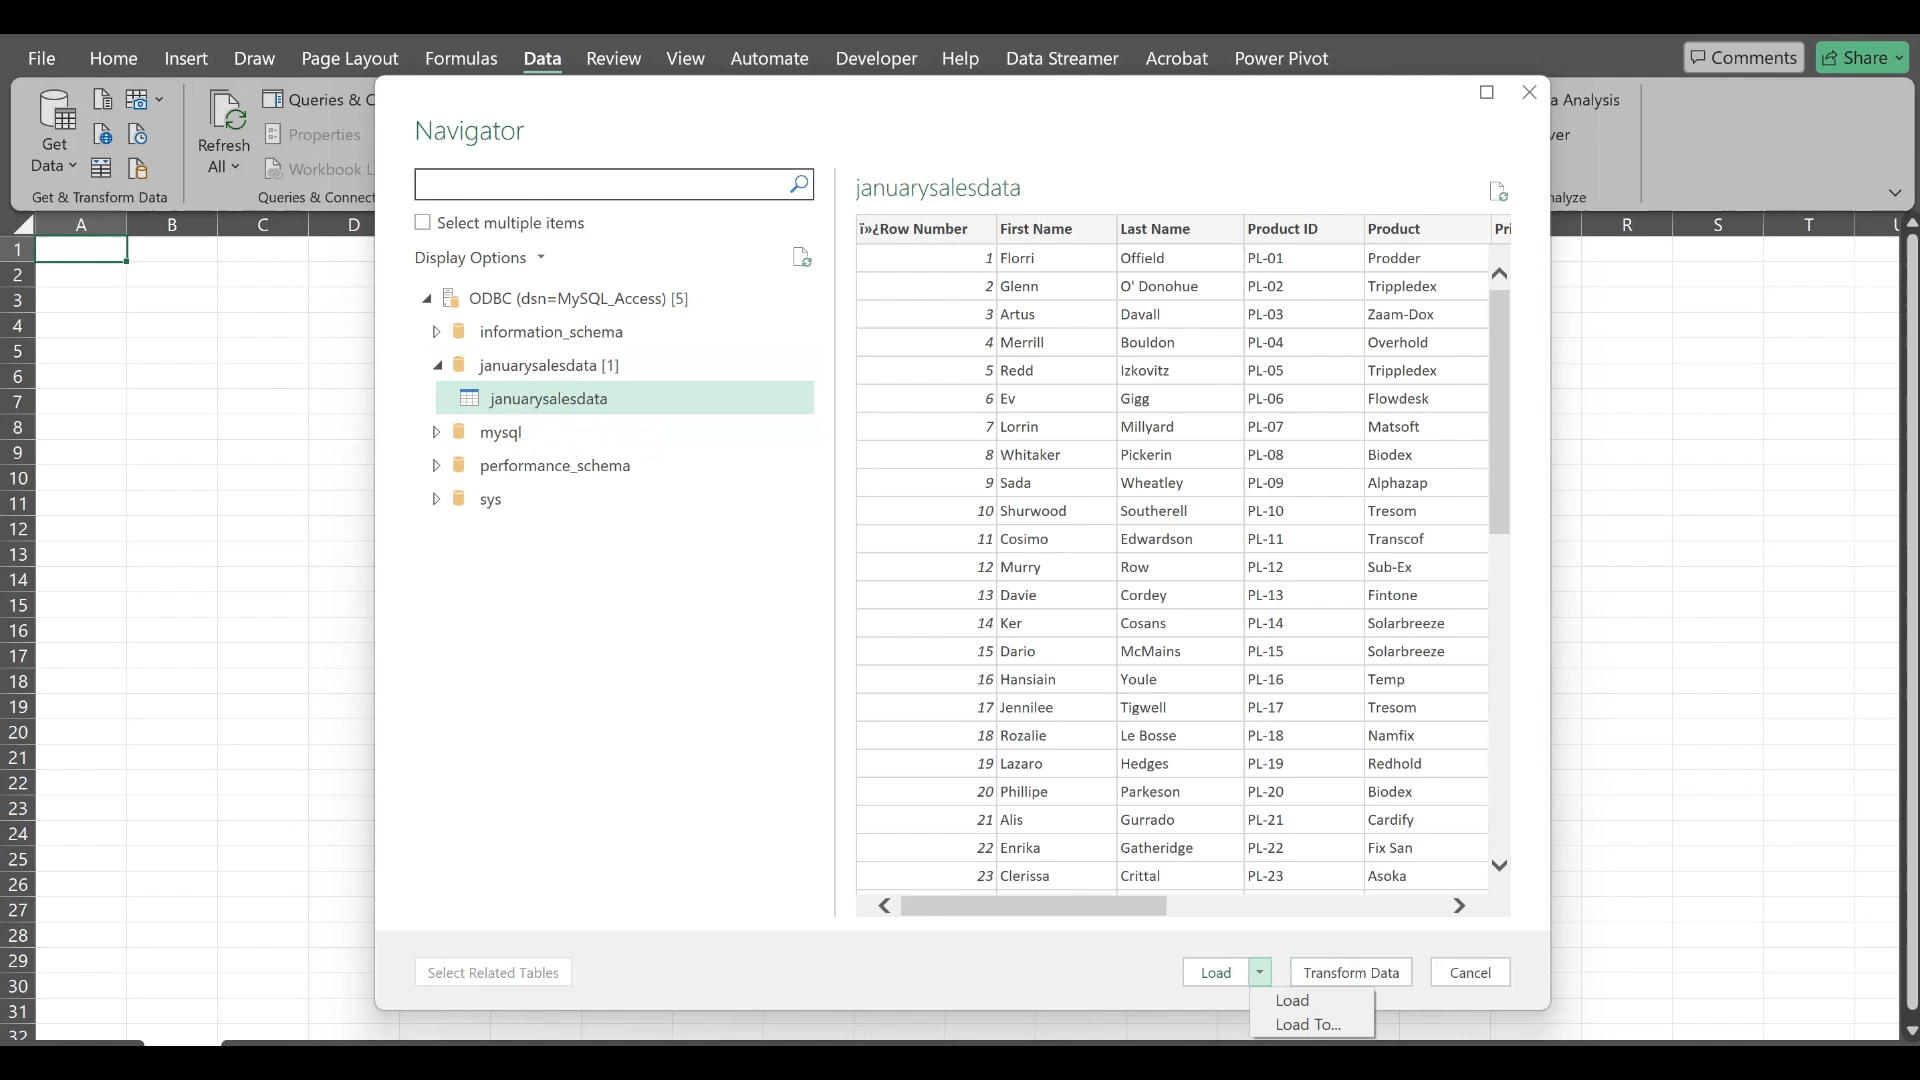 File Home Insert Draw Page Layout Formulas Data Review View Automate Developer Help Data Streamer Acrobat Power Pivot Comments Share
Get
Data
Get & Transform Data
Refresh
All
Queries & C
Properties
Workbook L
Queries & Connect
a Analysis
ver
nalyze
A B C D R S T
1
2
3
4
5
6
7
8
9
10
11
12
13
14
15
16
17
18
19
20
21
22
23
24
25
26
27
28
29
30
31
32
Navigator
Select multiple items
Display Options
ODBC (dsn=MySQL_Access) [5]
information_schema
januarysalesdata [1]
januarysalesdata
mysql
performance_schema
sys
januarysalesdata
ï»¿Row Number First Name Last Name Product ID Product Pri
1 Florri Offield PL-01 Prodder
2 Glenn O' Donohue PL-02 Trippledex
3 Artus Davall PL-03 Zaam-Dox
4 Merrill Bouldon PL-04 Overhold
5 Redd Izkovitz PL-05 Trippledex
6 Ev Gigg PL-06 Flowdesk
7 Lorrin Millyard PL-07 Matsoft
8 Whitaker Pickerin PL-08 Biodex
9 Sada Wheatley PL-09 Alphazap
10 Shurwood Southerell PL-10 Tresom
11 Cosimo Edwardson PL-11 Transcof
12 Murry Row PL-12 Sub-Ex
13 Davie Cordey PL-13 Fintone
14 Ker Cosans PL-14 Solarbreeze
15 Dario McMains PL-15 Solarbreeze
16 Hansiain Youle PL-16 Temp
17 Jennilee Tigwell PL-17 Tresom
18 Rozalie Le Bosse PL-18 Namfix
19 Lazaro Hedges PL-19 Redhold
20 Phillipe Parkeson PL-20 Biodex
21 Alis Gurrado PL-21 Cardify
22 Enrika Gatheridge PL-22 Fix San
23 Clerissa Crittal PL-23 Asoka
Select Related Tables
Load Transform Data Cancel
Load
Load To...